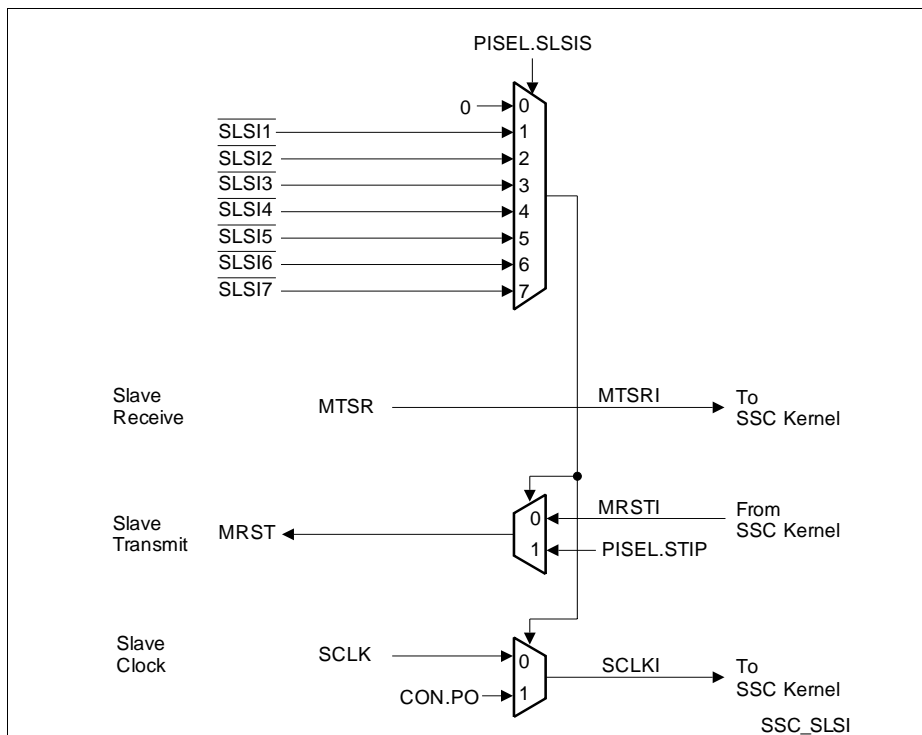 PISEL.SLSIS
0 0
SLSI1 1
SLSI2 2
SLSI3 3
SLSI4 4
SLSI5 5
SLSI6 6
SLSI7 7
Slave
Receive
MTSR
MTSRI
To
SSC Kernel
Slave
Transmit
MRST
0
MRSTI
From
SSC Kernel
1
PISEL.STIP
Slave
Clock
SCLK
0
SCLKI
To
SSC Kernel
CON.PO
1
SSC_SLSI